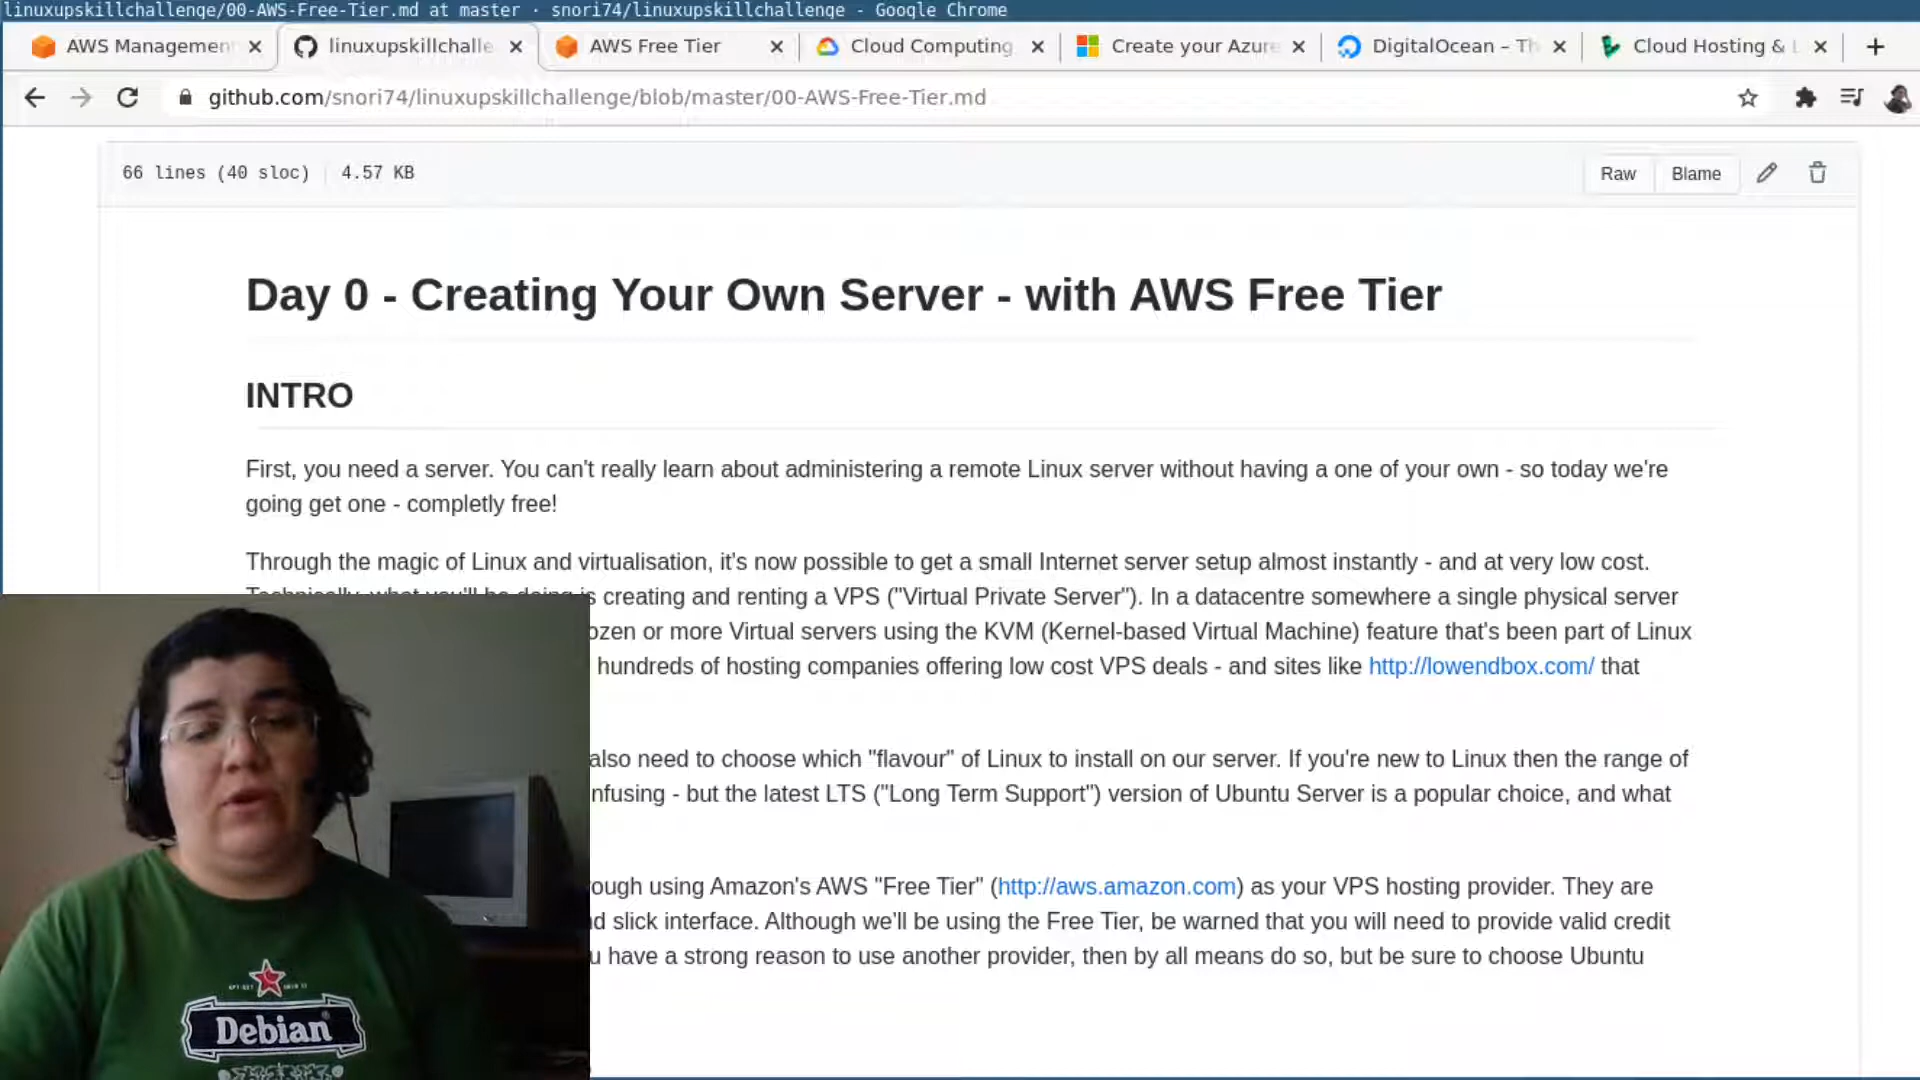 linuxupskillchallenge/00-AWS-Free-Tier.md at master · snori74/linuxupskillchallenge - Google Chrome
AWS Managemen
linuxupskillchalle
AWS Free Tier
Cloud Computing
Create your Azure
DigitalOcean – Th
Cloud Hosting & L
github.com/snori74/linuxupskillchallenge/blob/master/00-AWS-Free-Tier.md
66 lines (40 sloc) 4.57 KB
Raw Blame
Day 0 - Creating Your Own Server - with AWS Free Tier
INTRO
First, you need a server. You can't really learn about administering a remote Linux server without having a one of your own - so today we're
going get one - completly free!
Through the magic of Linux and virtualisation, it's now possible to get a small Internet server setup almost instantly - and at very low cost.
Technically, what you'll be doing is creating and renting a VPS ("Virtual Private Server"). In a datacentre somewhere a single physical server
ozen or more Virtual servers using the KVM (Kernel-based Virtual Machine) feature that's been part of Linux
hundreds of hosting companies offering low cost VPS deals - and sites like http://lowendbox.com/ that
also need to choose which "flavour" of Linux to install on our server. If you're new to Linux then the range of
nfusing - but the latest LTS ("Long Term Support") version of Ubuntu Server is a popular choice, and what
ough using Amazon's AWS "Free Tier" (http://aws.amazon.com) as your VPS hosting provider. They are
d slick interface. Although we'll be using the Free Tier, be warned that you will need to provide valid credit
u have a strong reason to use another provider, then by all means do so, but be sure to choose Ubuntu
Debian